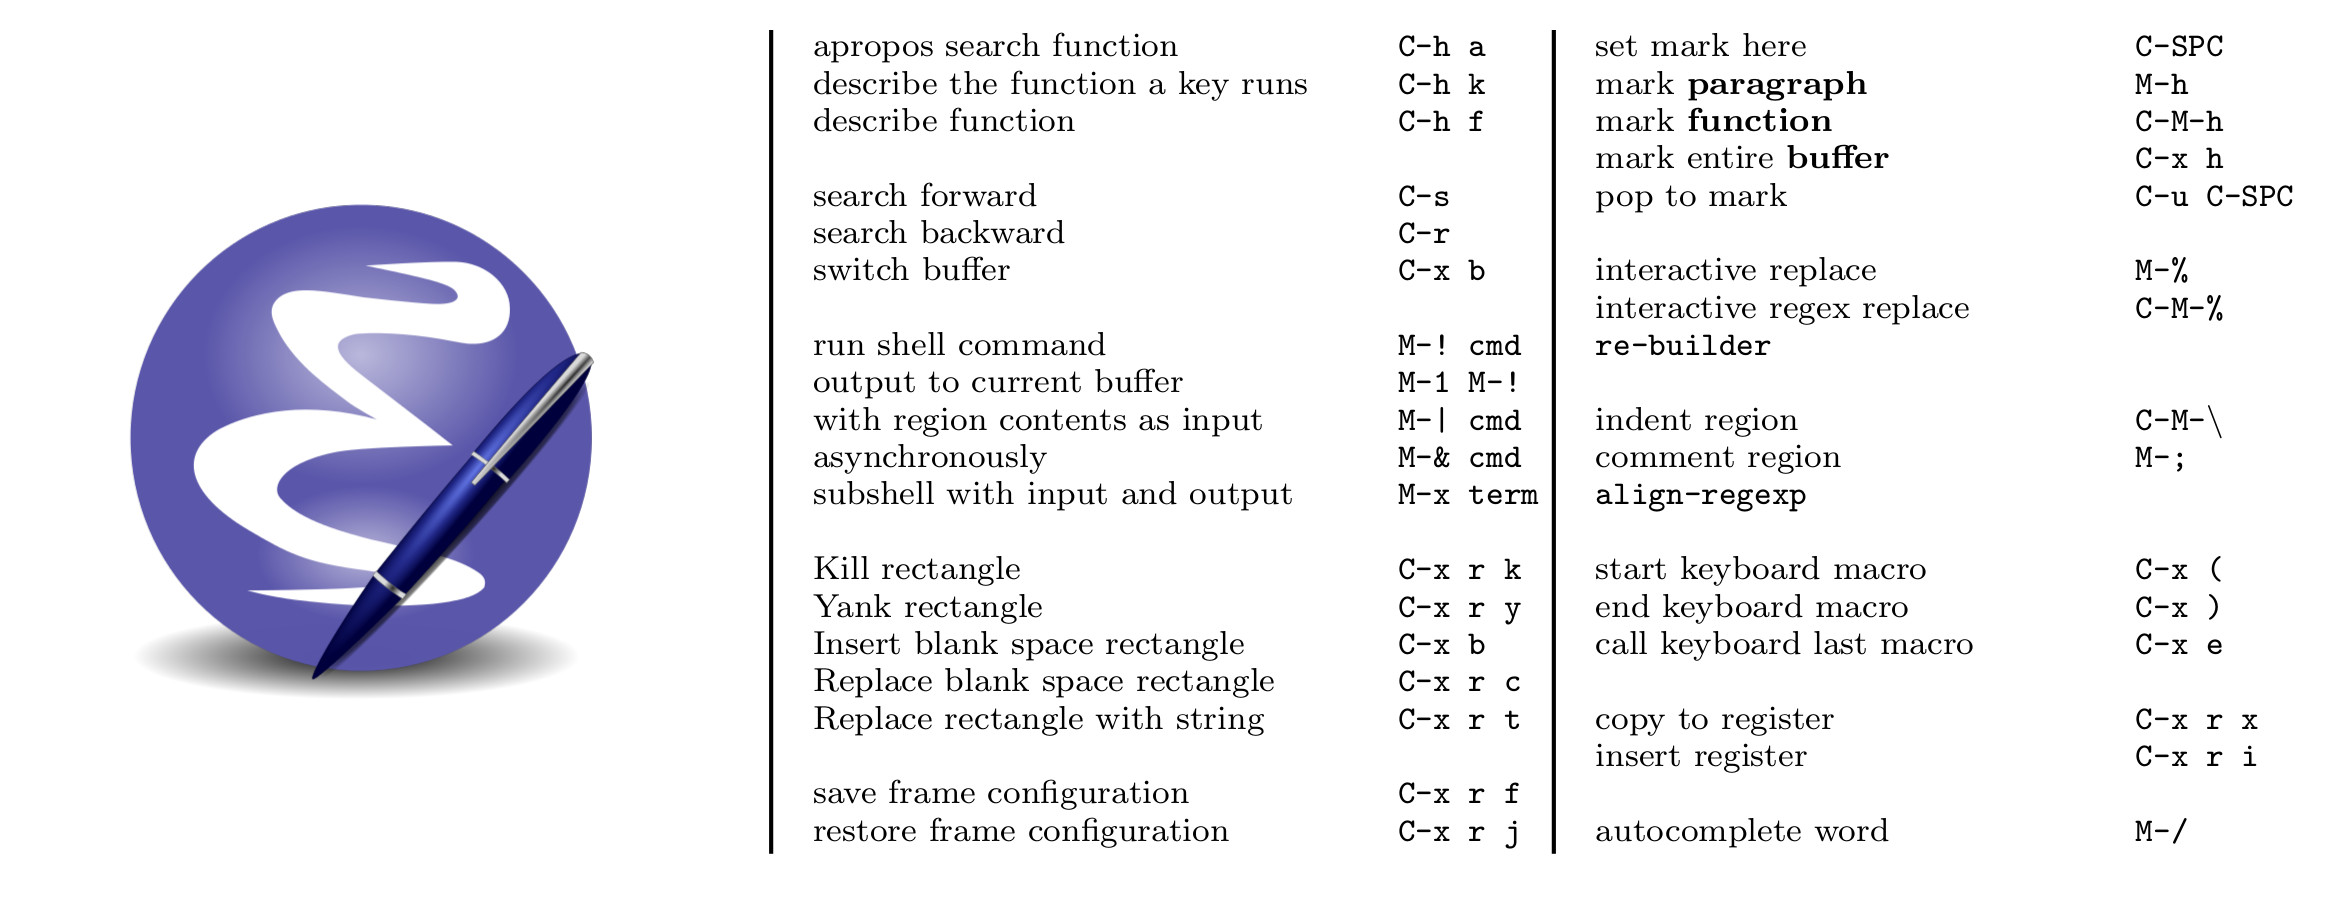 apropos search function C-h a
describe the function a key runs C-h k
describe function C-h f
search forward C-s
search backward C-r
switch buffer C-x b
run shell command M-! cmd
output to current buffer M-1 M-!
with region contents as input M-| cmd
asynchronously M-& cmd
subshell with input and output M-x term
Kill rectangle C-x r k
Yank rectangle C-x r y
Insert blank space rectangle C-x b
Replace blank space rectangle C-x r c
Replace rectangle with string C-x r t
save frame configuration C-x r f
restore frame configuration C-x r j
set mark here C-SPC
mark paragraph M-h
mark function C-M-h
mark entire buffer C-x h
pop to mark C-u C-SPC
interactive replace M-%
interactive regex replace C-M-%
re-builder
indent region C-M-\
comment region M-;
align-regexp
start keyboard macro C-x (
end keyboard macro C-x )
call keyboard last macro C-x e
copy to register C-x r x
insert register C-x r i
autocomplete word M-/